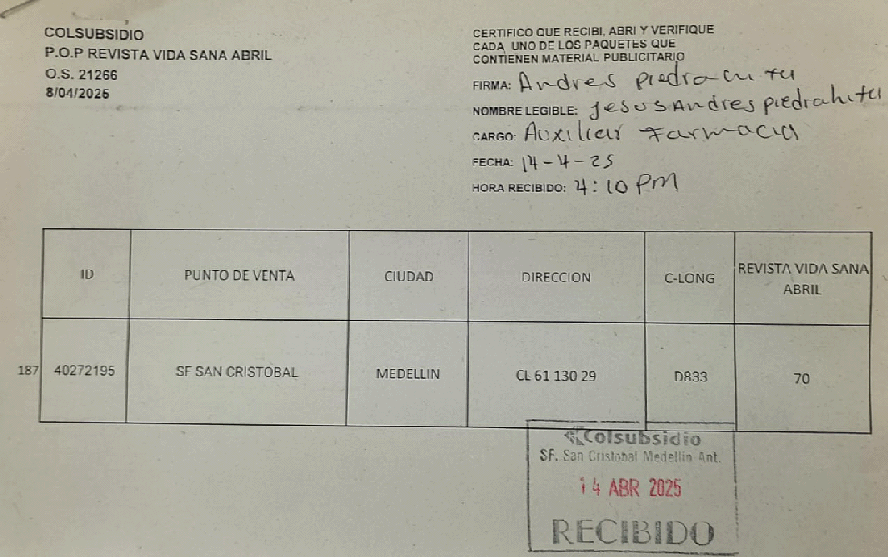 COLSUBSIDIO
P.O.P REVISTA VIDA SANA ABRIL
O.S. 21266
8/04/2025
CERTIFICO QUE RECIBI, ABRI Y VERIFIQUE
CADA UNO DE LOS PAQUETES QUE
CONTIENEN MATERIAL PUBLICITARIO
FIRMA: Andres piedracita
NOMBRE LEGIBLE: Jesus Andres piedrahita
CARGO: Auxiliar Farmacia
FECHA: 14-4-25
HORA RECIBIDO: 4:10 PM
ID PUNTO DE VENTA CIUDAD DIRECCION C-LONG REVISTA VIDA SANA
ABRIL
187 40272195 SF SAN CRISTOBAL MEDELLIN CL 61 130 29 D833 70
Colsubsidio
SF. San Cristobal Medellin Ant.
14 ABR 2025
RECIBIDO